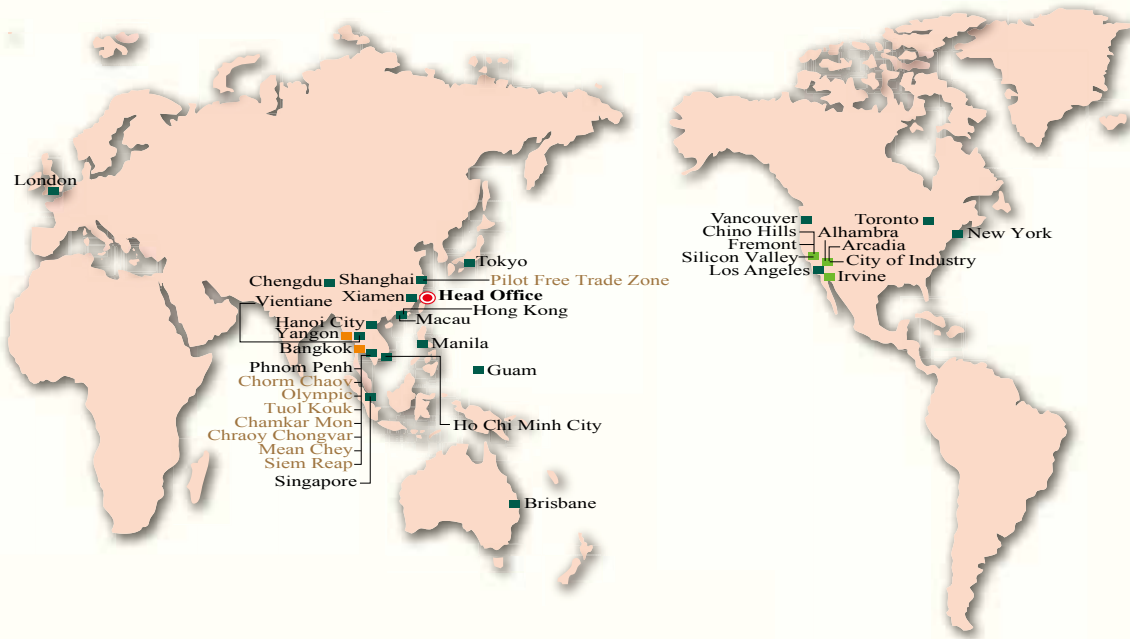 London
Tokyo
Chengdu
Shanghai
Pilot Free Trade Zone
Vientiane
Xiamen
Head Office
Hong Kong
Hanoi City
Macau
Yangon
Bangkok
Manila
Phnom Penh
Guam
Chorm Chaov
Olympic
Tuol Kouk
Chamkar Mon
Ho Chi Minh City
Chraoy Chongvar
Mean Chey
Siem Reap
Singapore
Brisbane
Vancouver
Toronto
Chino Hills
Alhambra
New York
Fremont
Arcadia
Silicon Valley
City of Industry
Los Angeles
Irvine